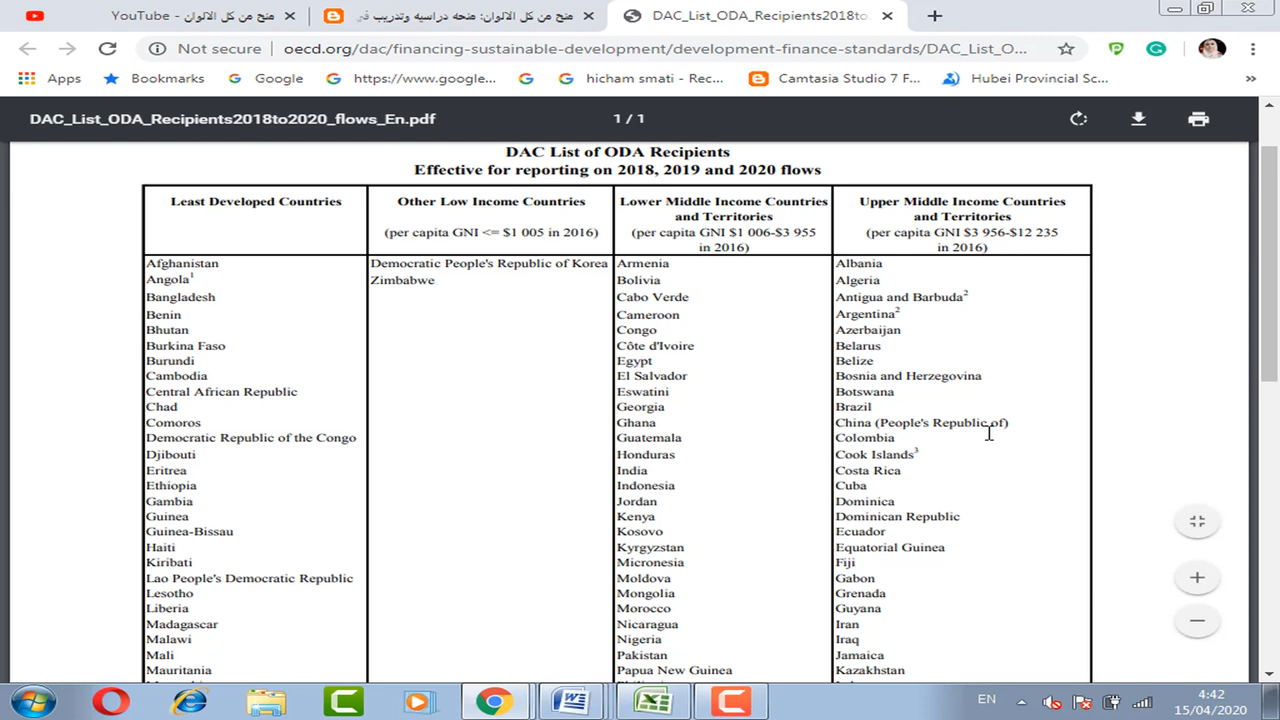 منح من كل الالوان - YouTube
منح من كل الالوان: منحه دراسيه وتدريب في
DAC_List_ODA_Recipients2018to
Not secure
oecd.org/dac/financing-sustainable-development/development-finance-standards/DAC_List_O...
Apps
Bookmarks
Google
https://www.google...
hicham smati - Rec...
Camtasia Studio 7 F...
Hubei Provincial Sc...
DAC_List_ODA_Recipients2018to2020_flows_En.pdf
1 / 1
DAC List of ODA Recipients
Effective for reporting on 2018, 2019 and 2020 flows
Least Developed Countries
Afghanistan
Angola1
Bangladesh
Benin
Bhutan
Burkina Faso
Burundi
Cambodia
Central African Republic
Chad
Comoros
Democratic Republic of the Congo
Djibouti
Eritrea
Ethiopia
Gambia
Guinea
Guinea-Bissau
Haiti
Kiribati
Lao People's Democratic Republic
Lesotho
Liberia
Madagascar
Malawi
Mali
Mauritania
Other Low Income Countries
(per capita GNI <= $1 005 in 2016)
Democratic People's Republic of Korea
Zimbabwe
Lower Middle Income Countries
and Territories
(per capita GNI $1 006-$3 955
in 2016)
Armenia
Bolivia
Cabo Verde
Cameroon
Congo
Côte d'Ivoire
Egypt
El Salvador
Eswatini
Georgia
Ghana
Guatemala
Honduras
India
Indonesia
Jordan
Kenya
Kosovo
Kyrgyzstan
Micronesia
Moldova
Mongolia
Morocco
Nicaragua
Nigeria
Pakistan
Papua New Guinea
Upper Middle Income Countries
and Territories
(per capita GNI $3 956-$12 235
in 2016)
Albania
Algeria
Antigua and Barbuda2
Argentina2
Azerbaijan
Belarus
Belize
Bosnia and Herzegovina
Botswana
Brazil
China (People's Republic of)
Colombia
Cook Islands3
Costa Rica
Cuba
Dominica
Dominican Republic
Ecuador
Equatorial Guinea
Fiji
Gabon
Grenada
Guyana
Iran
Iraq
Jamaica
Kazakhstan
EN
4:42
15/04/2020